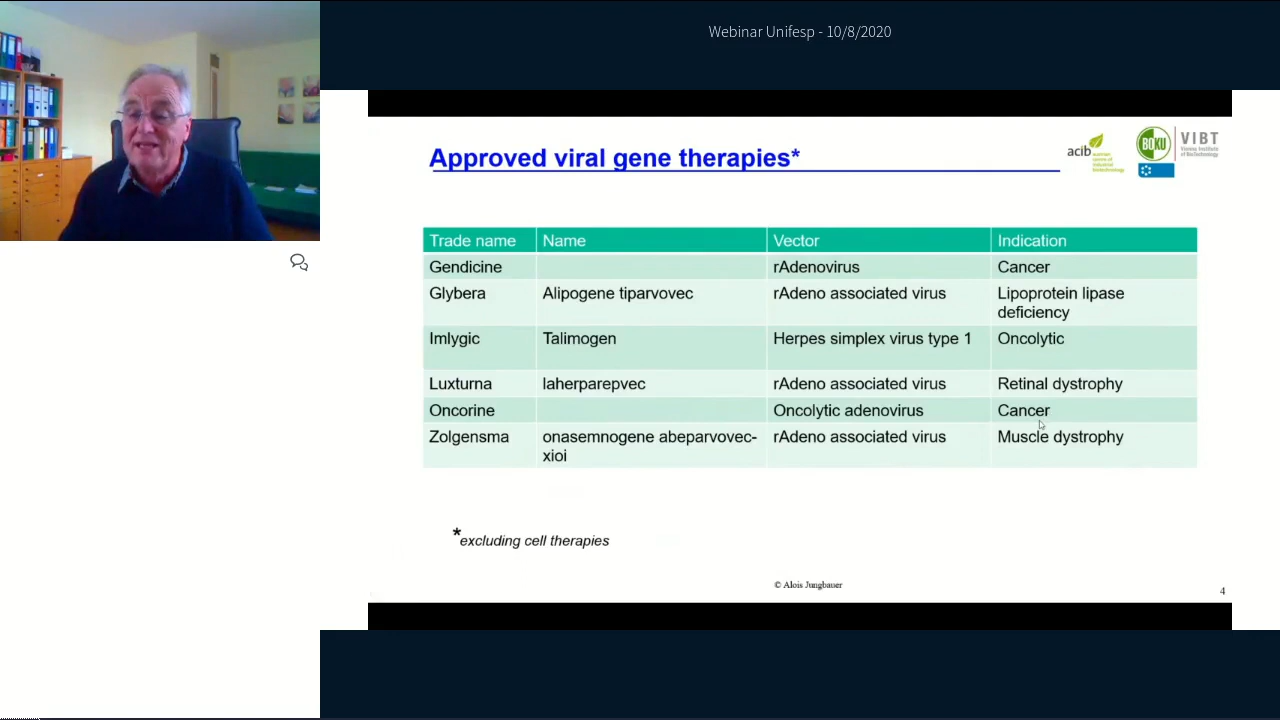 Webinar Unifesp - 10/8/2020
Approved viral gene therapies*
acib
BOKU
VIBT
Trade name Name Vector Indication
Gendicine rAdenovirus Cancer
Glybera Alipogene tiparvovec rAdeno associated virus Lipoprotein lipase
deficiency
Imlygic Talimogen Herpes simplex virus type 1 Oncolytic
Luxturna laherparepvec rAdeno associated virus Retinal dystrophy
Oncorine Oncolytic adenovirus Cancer
Zolgensma onasemnogene abeparvovec- rAdeno associated virus Muscle dystrophy
xioi
*excluding cell therapies
© Alois Jungbauer
4